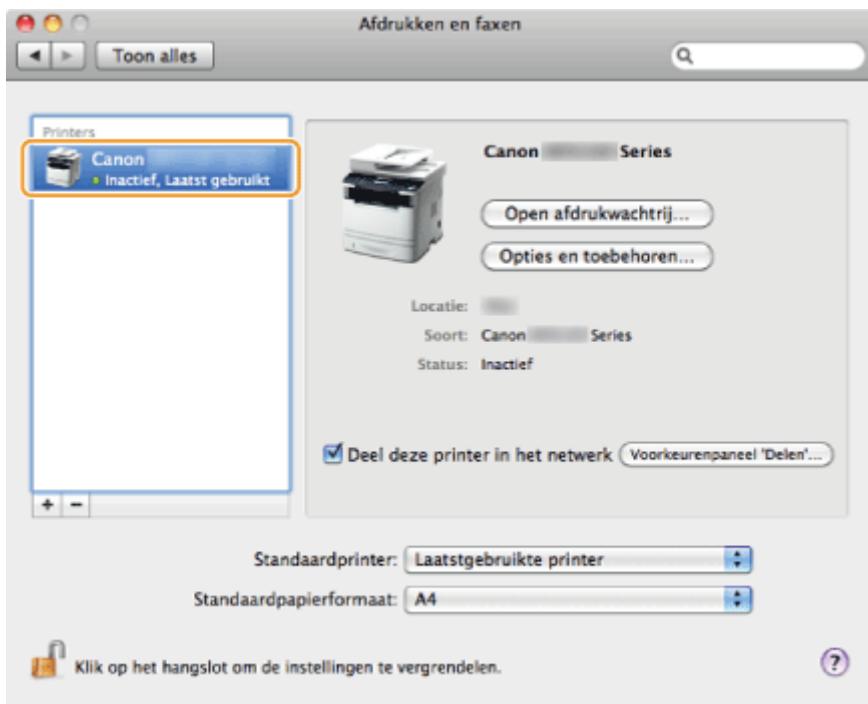 Afdrukken en faxen
Toon alles
Printers
Canon
Inactief, Laatst gebruikt
Canon Series
Open afdrukwachtrij...
Opties en toebehoren...
Locatie:
Soort: Canon Series
Status: Inactief
Deel deze printer in het netwerk Voorkeurenpaneel 'Delen'...
+ −
Standaardprinter: Laatstgebruikte printer
Standaardpapierformaat: A4
Klik op het hangslot om de instellingen te vergrendelen.
?